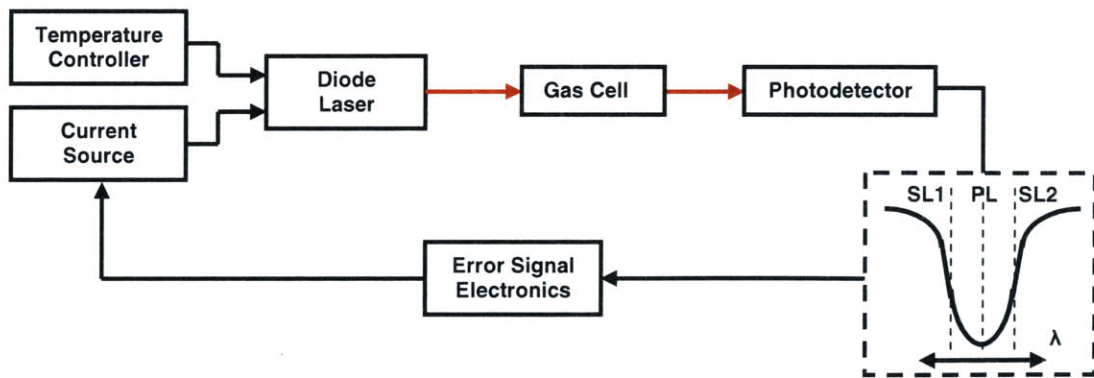 Temperature
Controller
Current
Source
Diode
Laser
Gas Cell
Photodetector
SL1 PL SL2
λ
Error Signal
Electronics